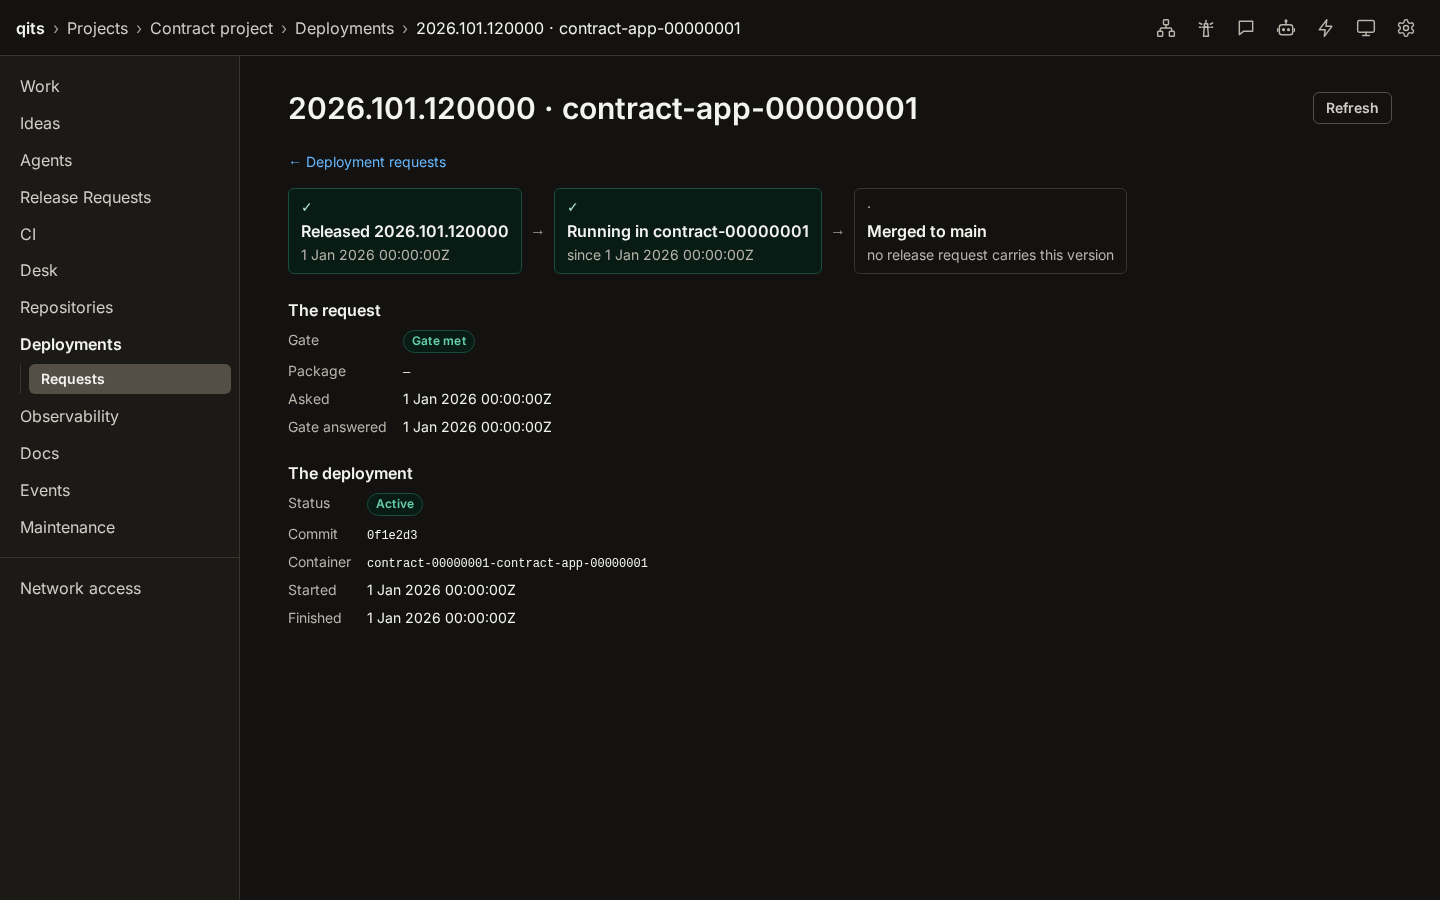 qits › Projects › Contract project › Deployments › 2026.101.120000 · contract-app-00000001
Work
Ideas
Agents
Release Requests
CI
Desk
Repositories
Deployments
Requests
Observability
Docs
Events
Maintenance
Network access
2026.101.120000 · contract-app-00000001
Refresh
← Deployment requests
✓
Released 2026.101.120000
1 Jan 2026 00:00:00Z
→
✓
Running in contract-00000001
since 1 Jan 2026 00:00:00Z
→
·
Merged to main
no release request carries this version
The request
Gate Gate met
Package –
Asked 1 Jan 2026 00:00:00Z
Gate answered 1 Jan 2026 00:00:00Z
The deployment
Status Active
Commit 0f1e2d3
Container contract-00000001-contract-app-00000001
Started 1 Jan 2026 00:00:00Z
Finished 1 Jan 2026 00:00:00Z